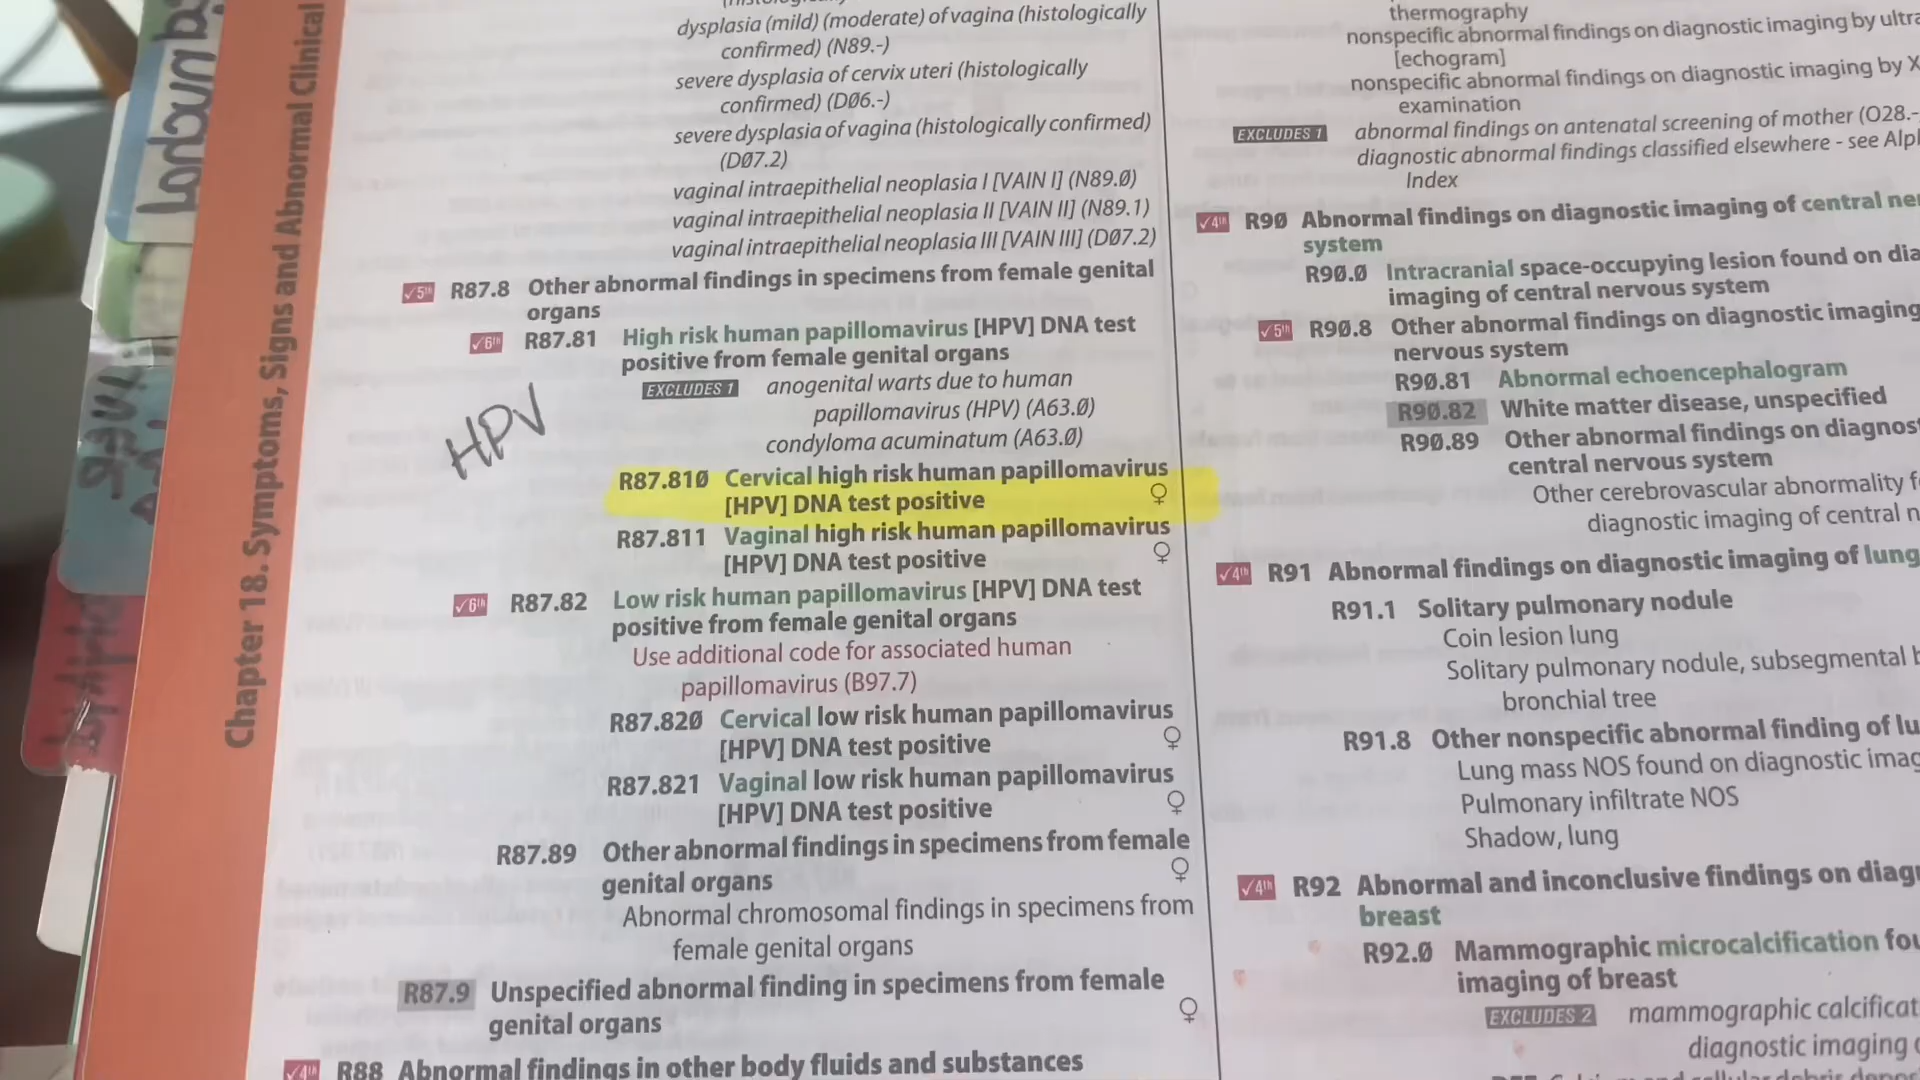 Chapter 18. Symptoms, Signs and Abnormal Clinical
dysplasia (mild) (moderate) of vagina (histologically
confirmed) (N89.-)
severe dysplasia of cervix uteri (histologically
confirmed) (DØ6.-)
severe dysplasia of vagina (histologically confirmed)
(DØ7.2)
vaginal intraepithelial neoplasia I [VAIN I] (N89.Ø)
vaginal intraepithelial neoplasia II [VAIN II] (N89.1)
vaginal intraepithelial neoplasia III [VAIN III] (DØ7.2)
✓5th R87.8 Other abnormal findings in specimens from female genital
organs
✓6th R87.81 High risk human papillomavirus [HPV] DNA test
positive from female genital organs
EXCLUDES 1 anogenital warts due to human
papillomavirus (HPV) (A63.Ø)
condyloma acuminatum (A63.Ø)
HPV
R87.81Ø Cervical high risk human papillomavirus
[HPV] DNA test positive ♀
R87.811 Vaginal high risk human papillomavirus
[HPV] DNA test positive ♀
✓6th R87.82 Low risk human papillomavirus [HPV] DNA test
positive from female genital organs
Use additional code for associated human
papillomavirus (B97.7)
R87.82Ø Cervical low risk human papillomavirus
[HPV] DNA test positive ♀
R87.821 Vaginal low risk human papillomavirus
[HPV] DNA test positive ♀
R87.89 Other abnormal findings in specimens from female
genital organs ♀
Abnormal chromosomal findings in specimens from
female genital organs
R87.9 Unspecified abnormal finding in specimens from female
genital organs ♀
✓4th R88 Abnormal findings in other body fluids and substances
thermography
nonspecific abnormal findings on diagnostic imaging by ultra
[echogram]
nonspecific abnormal findings on diagnostic imaging by X
examination
EXCLUDES 1 abnormal findings on antenatal screening of mother (O28.-
diagnostic abnormal findings classified elsewhere - see Alp
Index
✓4th R9Ø Abnormal findings on diagnostic imaging of central ne
system
R9Ø.Ø Intracranial space-occupying lesion found on dia
imaging of central nervous system
✓5th R9Ø.8 Other abnormal findings on diagnostic imaging
nervous system
R9Ø.81 Abnormal echoencephalogram
R9Ø.82 White matter disease, unspecified
R9Ø.89 Other abnormal findings on diagnos
central nervous system
Other cerebrovascular abnormality f
diagnostic imaging of central n
✓4th R91 Abnormal findings on diagnostic imaging of lung
R91.1 Solitary pulmonary nodule
Coin lesion lung
Solitary pulmonary nodule, subsegmental b
bronchial tree
R91.8 Other nonspecific abnormal finding of lu
Lung mass NOS found on diagnostic imag
Pulmonary infiltrate NOS
Shadow, lung
✓4th R92 Abnormal and inconclusive findings on diag
breast
R92.Ø Mammographic microcalcification fou
imaging of breast
EXCLUDES 2 mammographic calcificat
diagnostic imaging